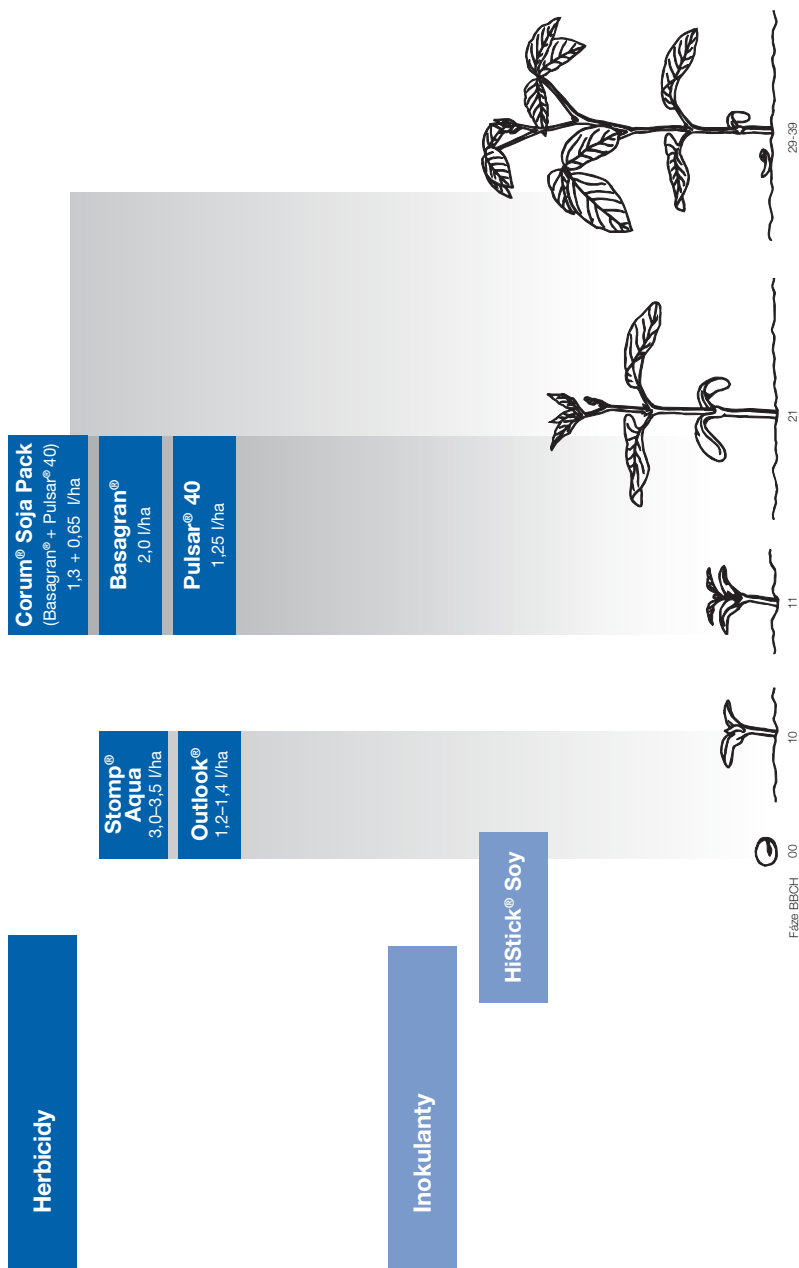 Herbicidy
Stomp®
Aqua
3,0–3,5 l/ha
Outlook®
1,2–1,4 l/ha
Corum® Soja Pack
(Basagran® + Pulsar® 40)
1,3 + 0,65 l/ha
Basagran®
2,0 l/ha
Pulsar® 40
1,25 l/ha
Inokulanty
HiStick® Soy
Fáze BBCH 00 10 11 21 29-39